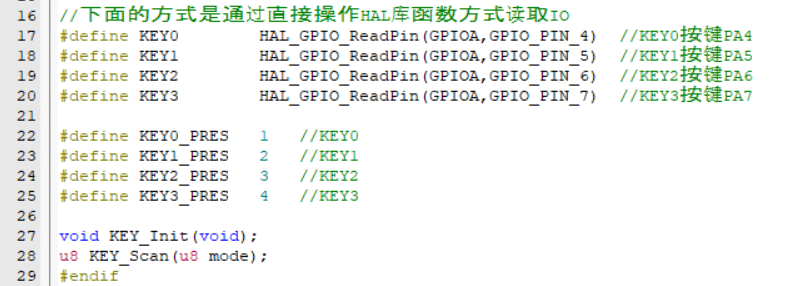 16 //下面的方式是通过直接操作HAL库函数方式读取IO
17 #define KEY0 HAL_GPIO_ReadPin(GPIOA,GPIO_PIN_4) //KEY0按键PA4
18 #define KEY1 HAL_GPIO_ReadPin(GPIOA,GPIO_PIN_5) //KEY1按键PA5
19 #define KEY2 HAL_GPIO_ReadPin(GPIOA,GPIO_PIN_6) //KEY2按键PA6
20 #define KEY3 HAL_GPIO_ReadPin(GPIOA,GPIO_PIN_7) //KEY3按键PA7
21
22 #define KEY0_PRES 1 //KEY0
23 #define KEY1_PRES 2 //KEY1
24 #define KEY2_PRES 3 //KEY2
25 #define KEY3_PRES 4 //KEY3
26
27 void KEY_Init(void);
28 u8 KEY_Scan(u8 mode);
29 #endif